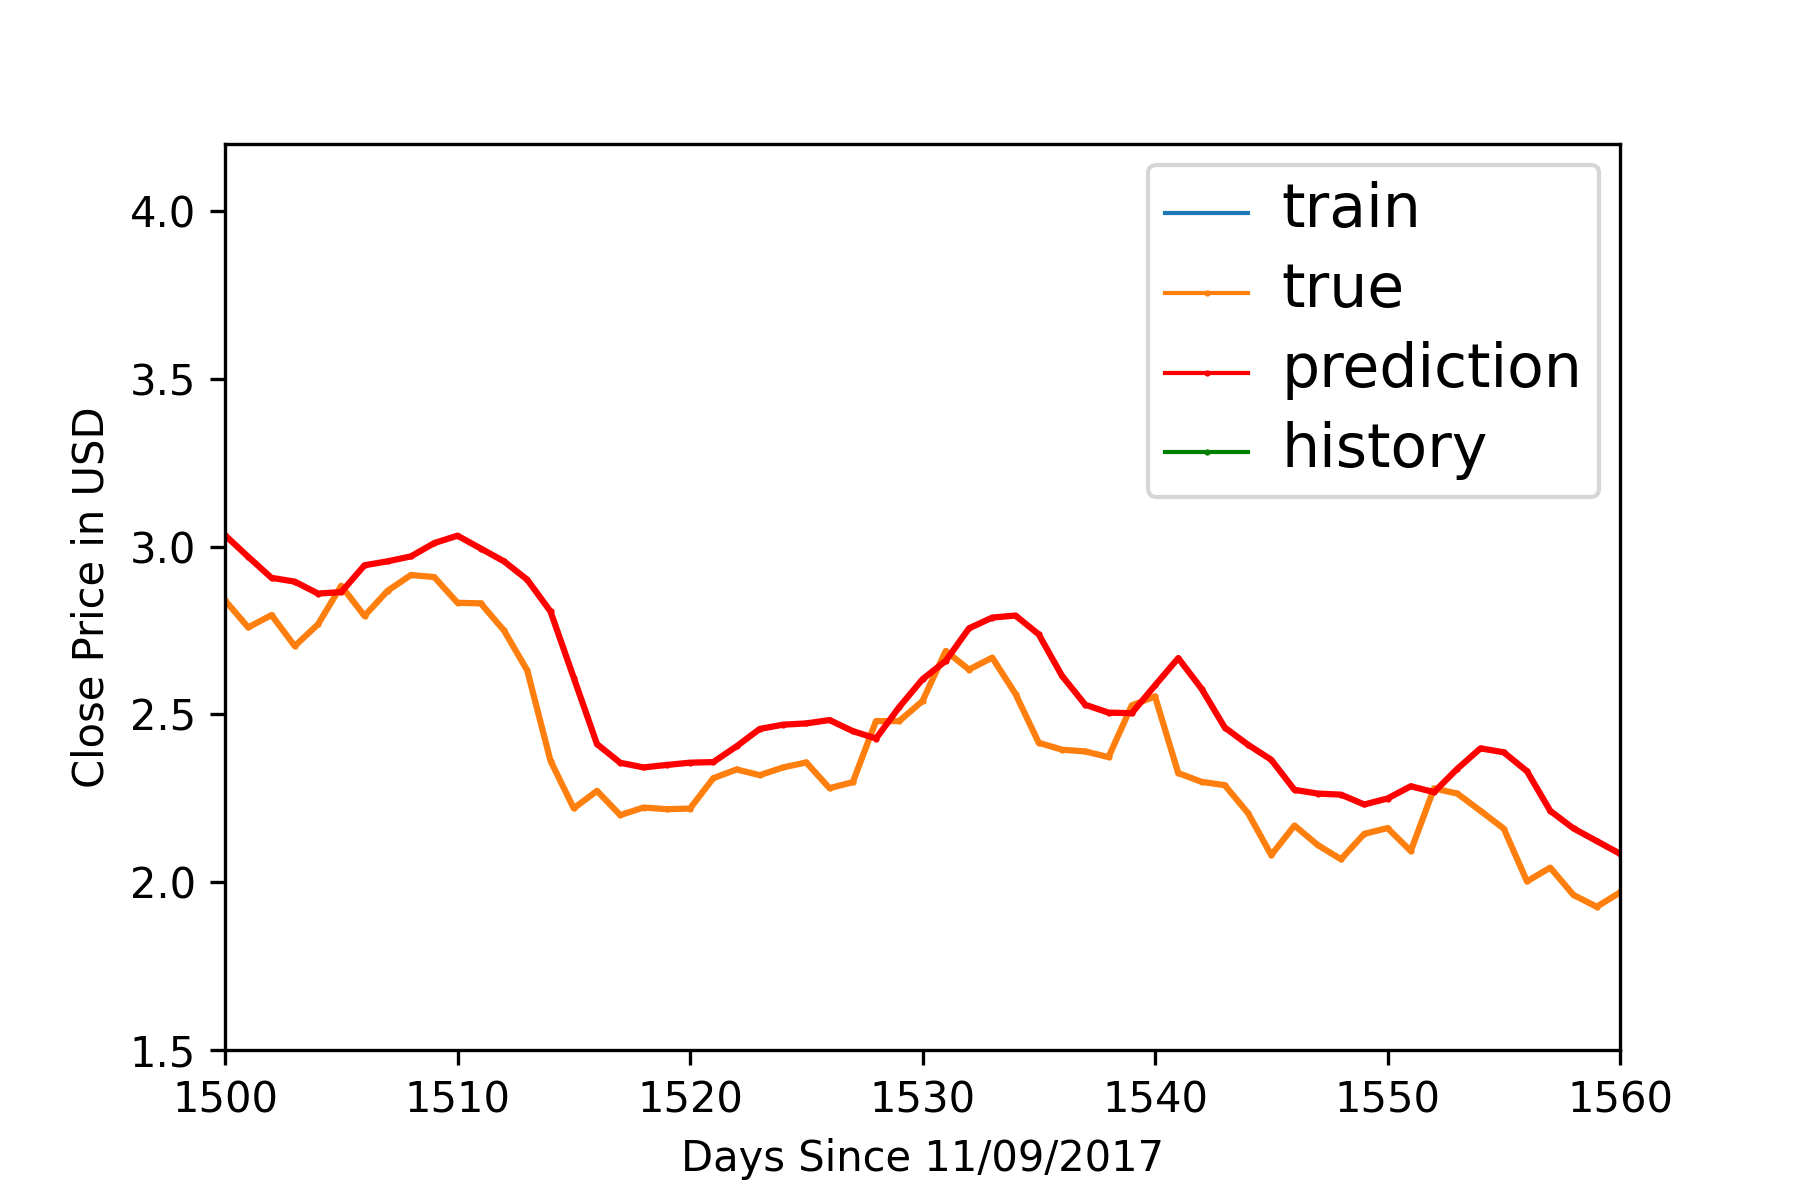 train
true
prediction
history
Close Price in USD
4.0
3.5
3.0
2.5
2.0
1.5
1500 1510 1520 1530 1540 1550 1560
Days Since 11/09/2017